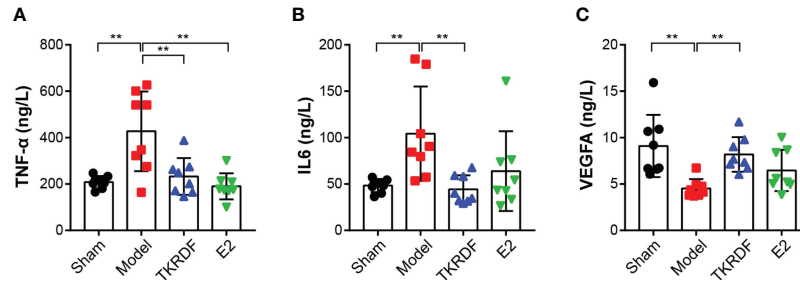 A
TNF-α (ng/L)
800
600
400
200
0
** **
**
Sham Model TKRDF E2
B
IL6 (ng/L)
200
150
100
50
0
** **
Sham Model TKRDF E2
C
VEGFA (ng/L)
20
15
10
5
0
** **
Sham Model TKRDF E2